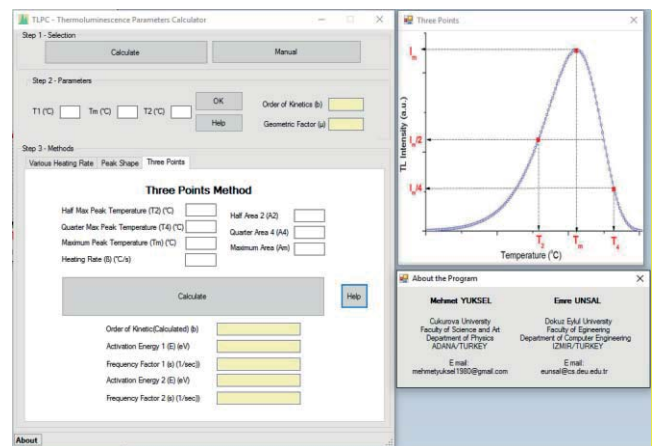 TLPC - Thermoluminescence Parameters Calculator
Step 1 - Selection
Calculate
Manual
Step 2 - Parameters
T1 (°C)
Tm (°C)
T2 (°C)
OK
Help
Order of Kinetics (b)
Geometric Factor (μ)
Step 3 - Methods
Various Heating Rate
Peak Shape
Three Points
Three Points Method
Half Max Peak Temperature (T2) (°C)
Quarter Max Peak Temperature (T4) (°C)
Maximum Peak Temperature (Tm) (°C)
Heating Rate (ß) (°C/s)
Half Area 2 (A2)
Quarter Area 4 (A4)
Maximum Area (Am)
Calculate
Help
Order of Kinetic(Calculated) (b)
Activation Energy 1 (E) (eV)
Frequency Factor 1 (s) (1/sec))
Activation Energy 2 (E) (eV)
Frequency Factor 2 (s) (1/sec))
About
Three Points
I_m
I_m/2
I_m/4
TL Intensity (a.u.)
T_2
T_m
T_4
Temperature (°C)
About the Program
Mehmet YUKSEL
Cukurova University
Faculty of Science and Art
Department of Physics
ADANA/TURKEY
E.mail:
mehmetyuksel1980@gmail.com
Emre UNSAL
Dokuz Eylul University
Faculty of Egineering
Department of Computer Engineering
IZMIR/TURKEY
E.mail:
eunsal@cs.deu.edu.tr